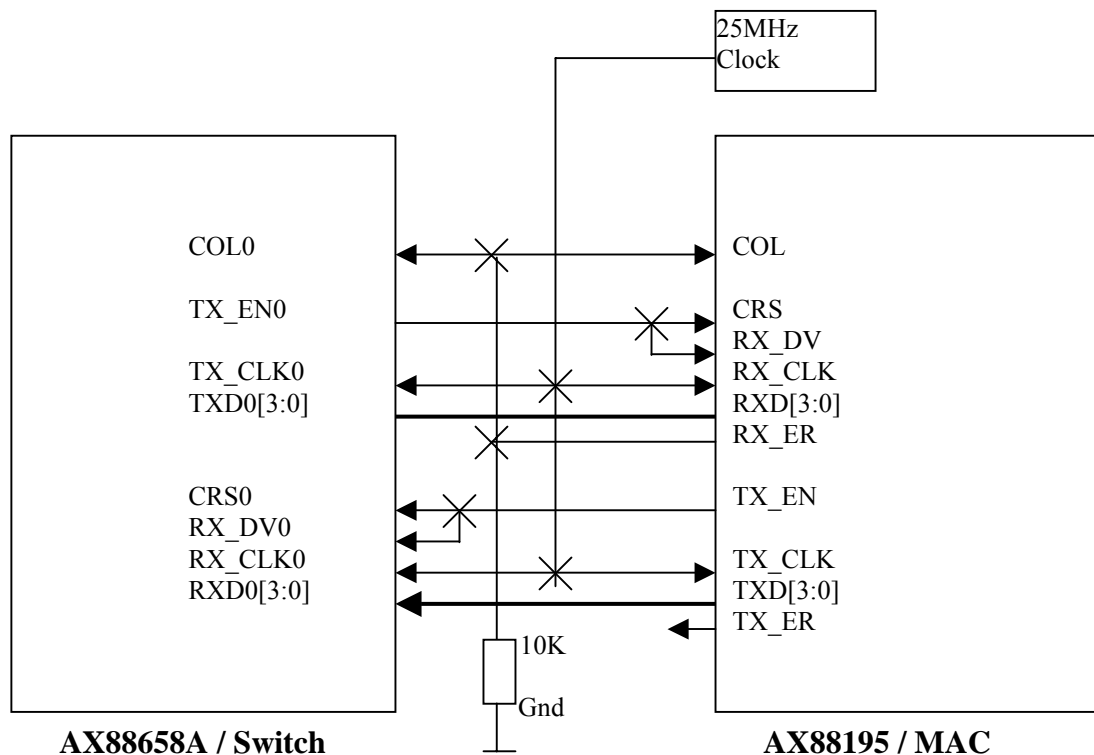 25MHz
Clock
COL0
TX_EN0
TX_CLK0
TXD0[3:0]
CRS0
RX_DV0
RX_CLK0
RXD0[3:0]
COL
CRS
RX_DV
RX_CLK
RXD[3:0]
RX_ER
TX_EN
TX_CLK
TXD[3:0]
TX_ER
10K
Gnd
AX88658A / Switch
AX88195 / MAC